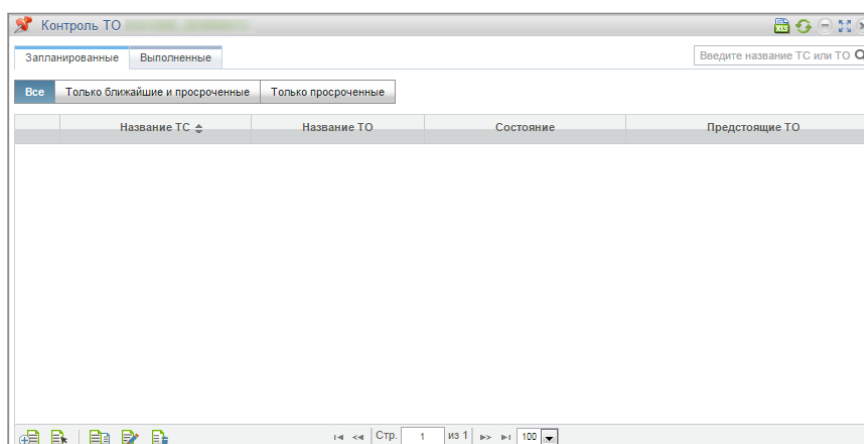 Контроль ТО
XLS
Запланированные Выполненные Введите название ТС или ТО
Все Только ближайшие и просроченные Только просроченные
Название ТС Название ТО Состояние Предстоящие ТО
Стр. 1 из 1 100